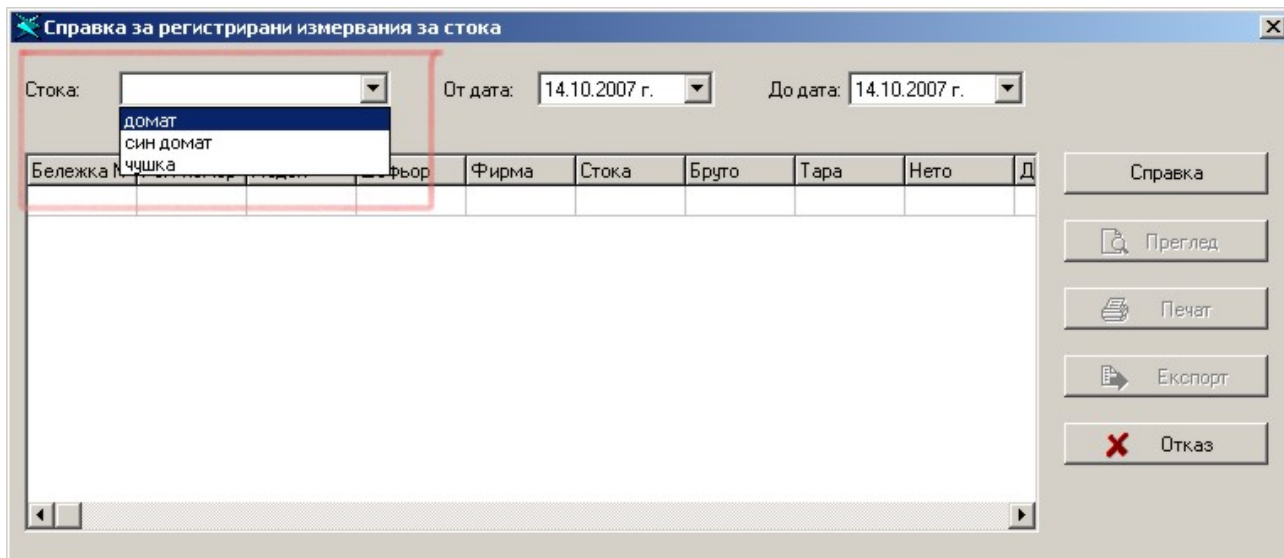 Справка за регистрирани измервания за стока
Стока: От дата: 14.10.2007 г. До дата: 14.10.2007 г.
домат
син домат
чушка
Бележка Фирма Стока Бруто Тара Нето Д
Справка
Преглед
Печат
Експорт
Отказ